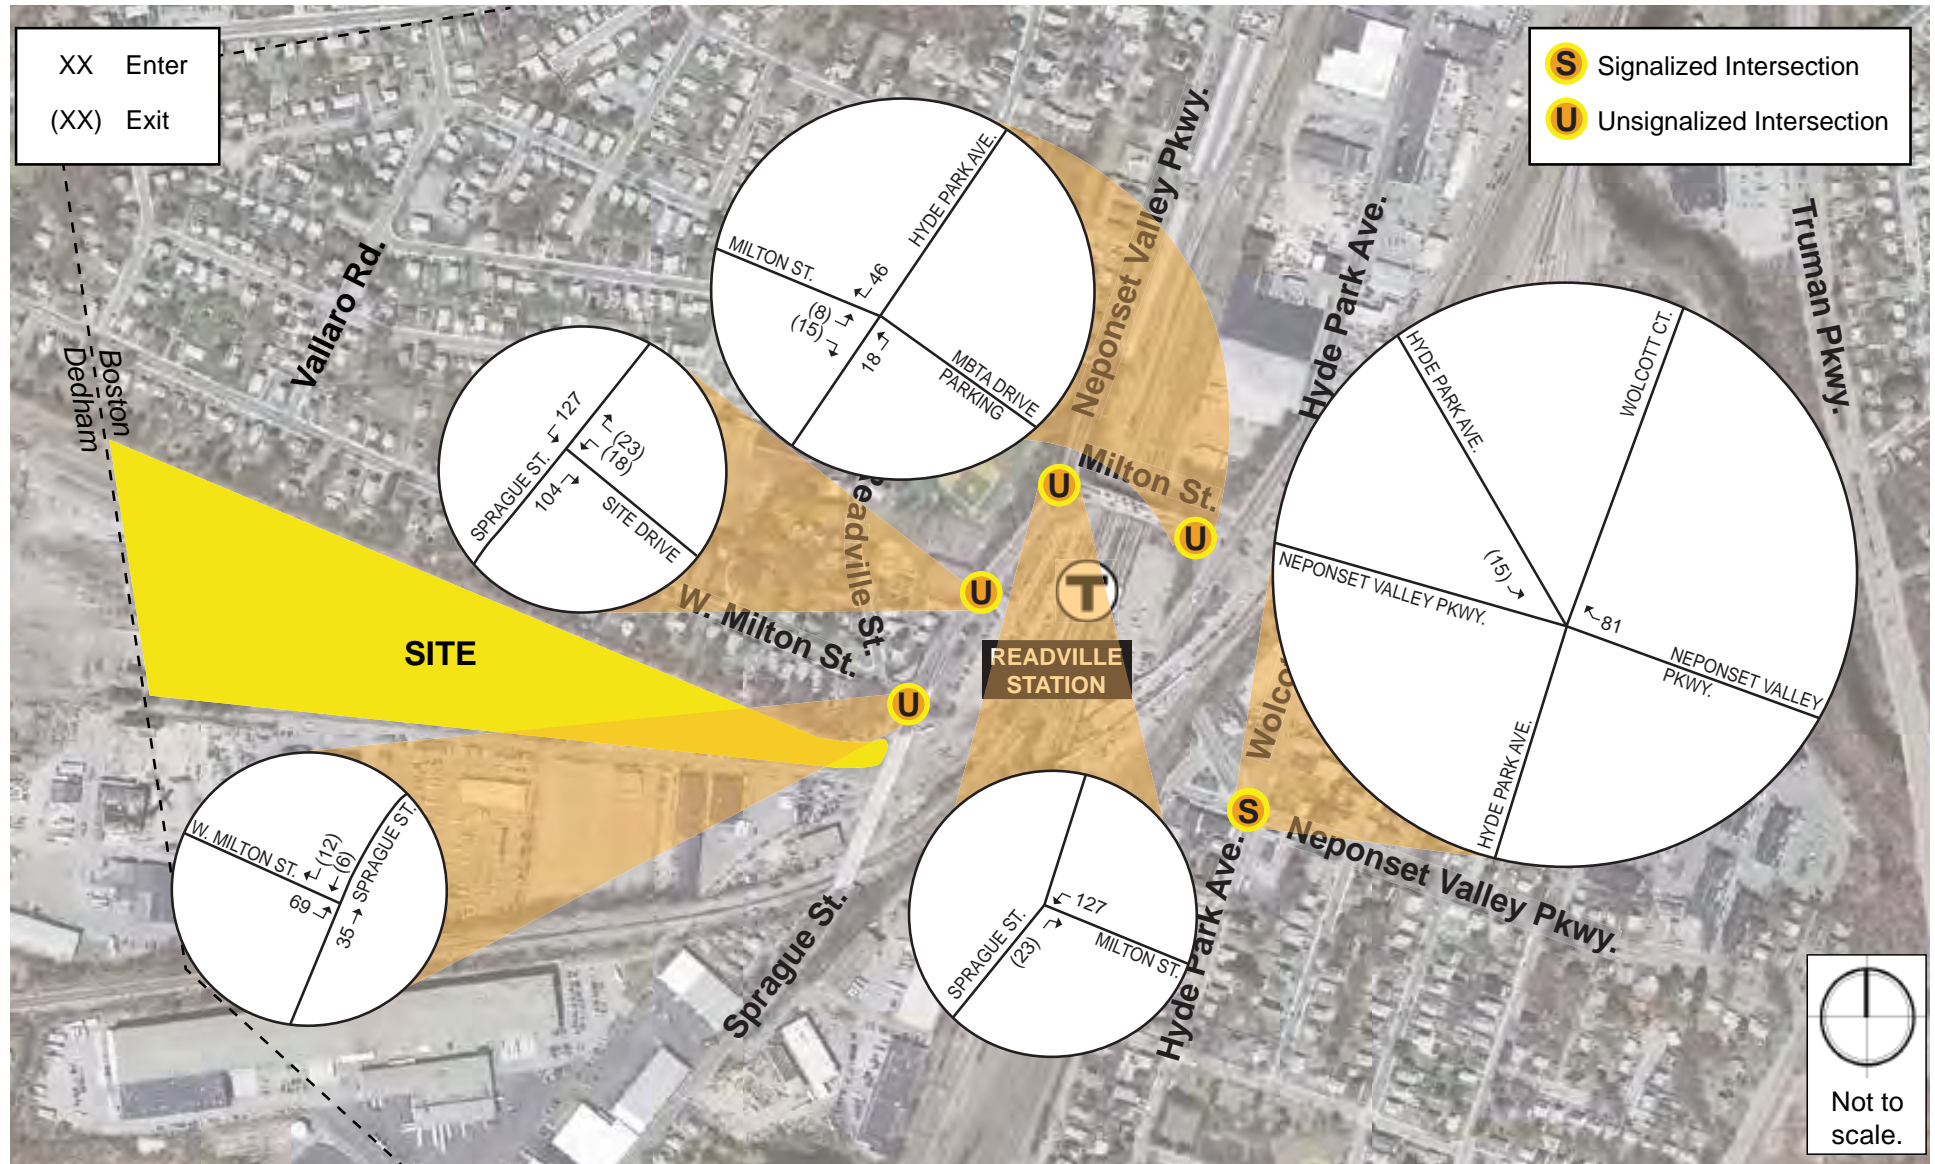 XX Enter
(XX) Exit
S Signalized Intersection
U Unsignalized Intersection
Boston
Dedham
Vallaro Rd.
Neponset Valley Pkwy.
Hyde Park Ave.
Truman Pkwy.
MILTON ST.
HYDE PARK AVE.
46
(8)
(15)
18
MBTA DRIVE
PARKING
SPRAGUE ST.
127
(23)
(18)
104
SITE DRIVE
HYDE PARK AVE.
WOLCOTT CT.
NEPONSET VALLEY PKWY.
(15)
81
NEPONSET VALLEY
PKWY.
HYDE PARK AVE.
Milton St.
U
U
U
U
T
READVILLE
STATION
Readville St.
W. Milton St.
SITE
S
Neponset Valley Pkwy.
Hyde Park Ave.
Sprague St.
W. MILTON ST.
SPRAGUE ST.
(12)
(6)
69
35
SPRAGUE ST.
127
(23)
MILTON ST.
Not to
scale.